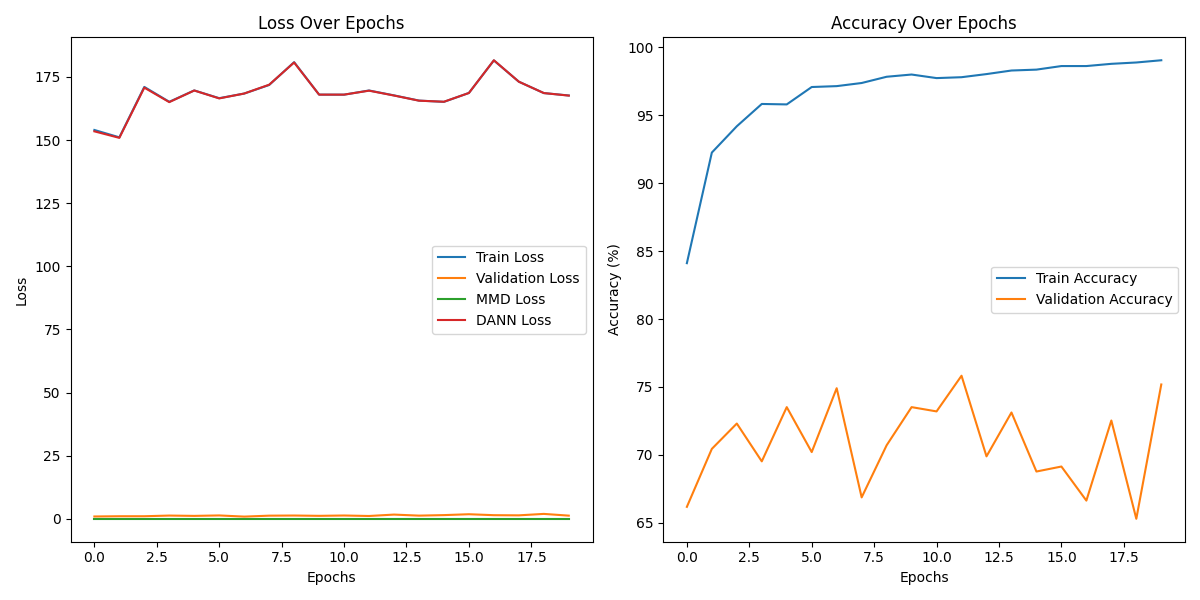 Loss Over Epochs
175
150
125
100
75
50
25
0
Loss
Train Loss
Validation Loss
MMD Loss
DANN Loss
0.0 2.5 5.0 7.5 10.0 12.5 15.0 17.5
Epochs
Accuracy Over Epochs
100
95
90
85
80
75
70
65
Accuracy (%)
Train Accuracy
Validation Accuracy
0.0 2.5 5.0 7.5 10.0 12.5 15.0 17.5
Epochs